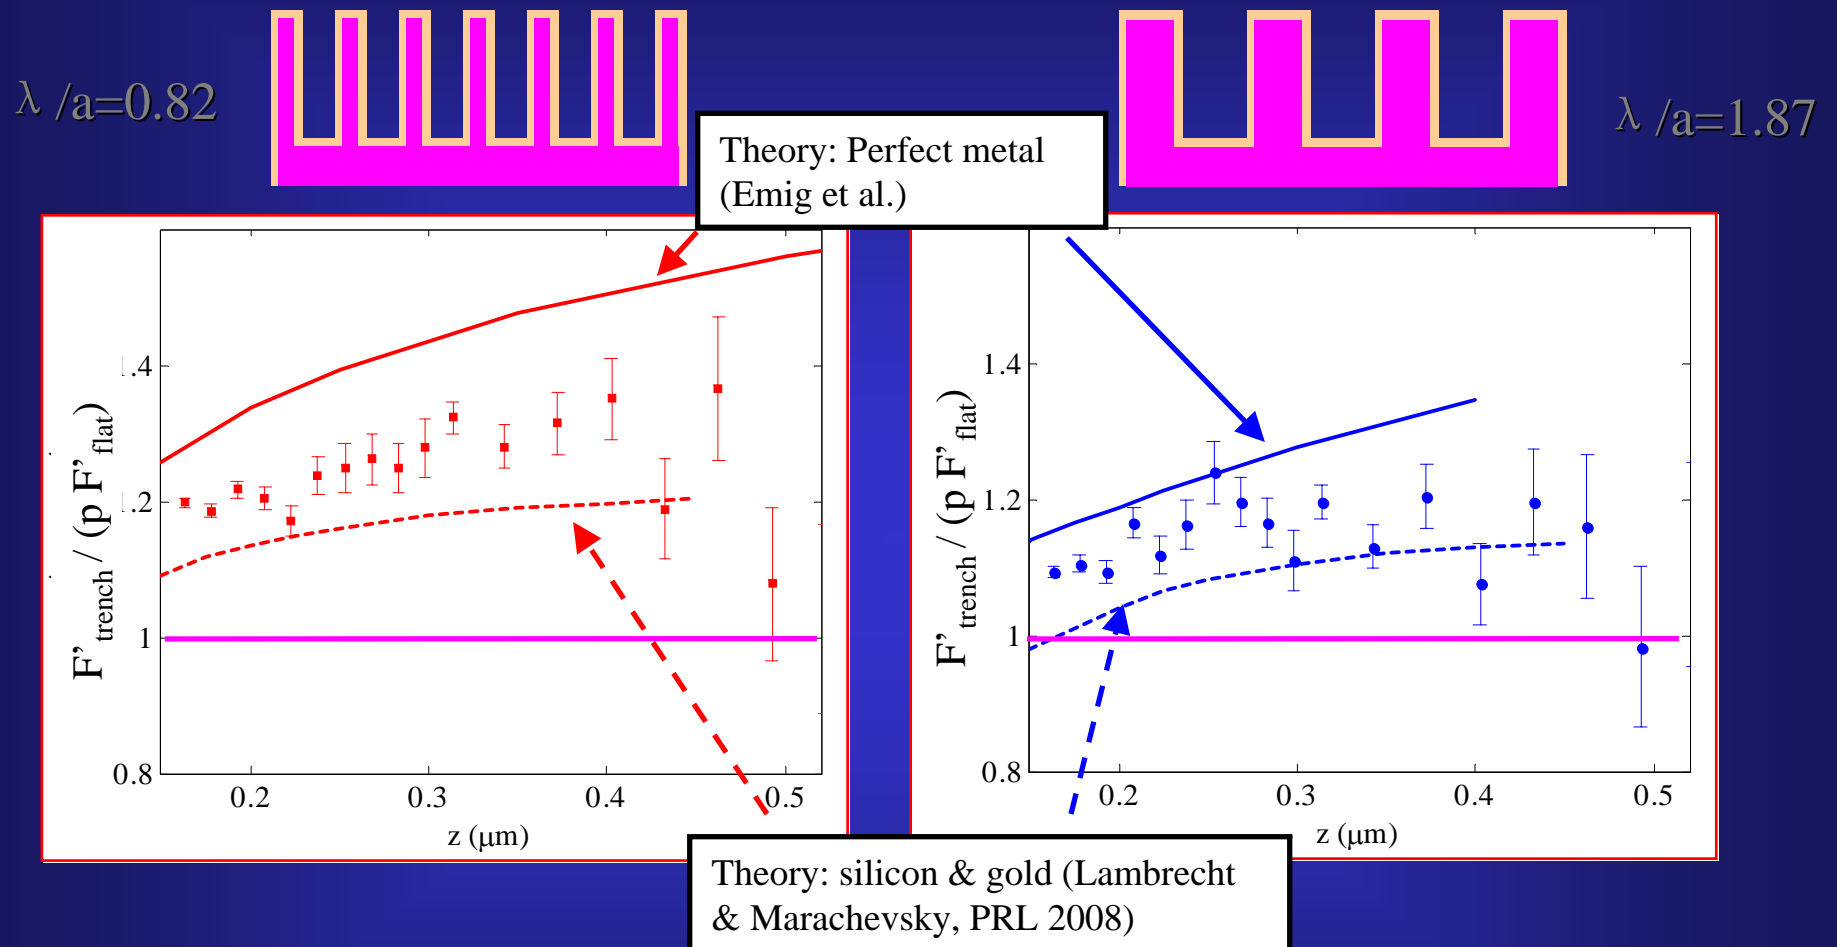 λ /a=0.82
λ /a=1.87
Theory: Perfect metal
(Emig et al.)
F’ trench / (p F’ flat)
1.4
1.2
1
0.8
0.2
0.3
0.4
0.5
z (μm)
F’ trench / (p F’ flat)
1.4
1.2
1
0.8
0.2
0.3
0.4
0.5
z (μm)
Theory: silicon & gold (Lambrecht
& Marachevsky, PRL 2008)